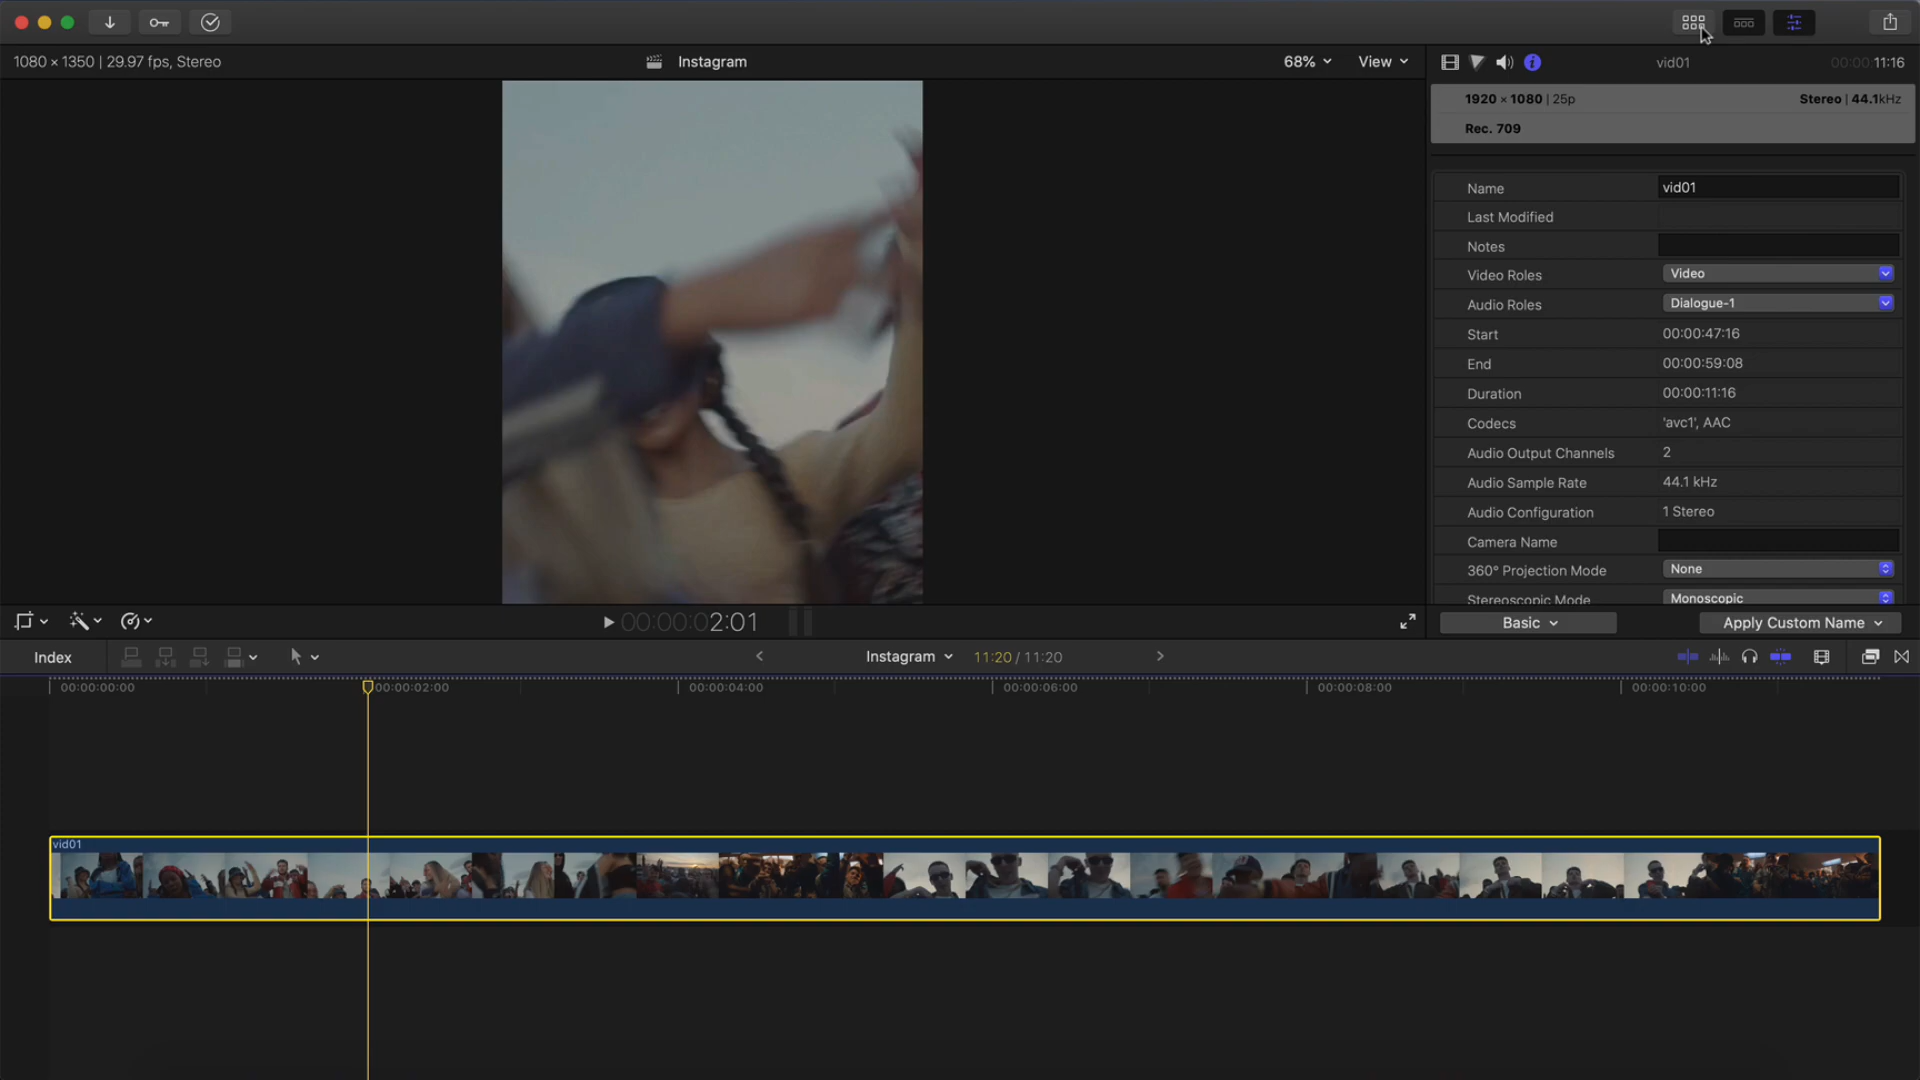 1080 × 1350 | 29.97 fps, Stereo
Instagram
68%
View
vid01
00:00:00:11:16
1920 × 1080 | 25p
Stereo | 44.1kHz
Rec. 709
Name
vid01
Last Modified
Notes
Video Roles
Video
Audio Roles
Dialogue-1
Start
00:00:47:16
End
00:00:59:08
Duration
00:00:11:16
Codecs
'avc1', AAC
Audio Output Channels
2
Audio Sample Rate
44.1 kHz
Audio Configuration
1 Stereo
Camera Name
360° Projection Mode
None
Stereoscopic Mode
Monoscopic
00:00:00 2:01
Basic
Apply Custom Name
Index
Instagram
11:20 / 11:20
00:00:00:00
00:00:02:00
00:00:04:00
00:00:06:00
00:00:08:00
00:00:10:00
vid01